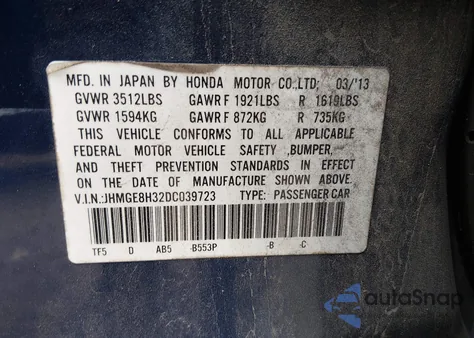 MFD. IN JAPAN BY HONDA MOTOR CO.,LTD; 03/'13
GVWR 3512LBS GAWR F 1921LBS R 1619LBS
GVWR 1594KG GAWR F 872KG R 735KG
THIS VEHICLE CONFORMS TO ALL APPLICABLE
FEDERAL MOTOR VEHICLE SAFETY ,BUMPER,
AND THEFT PREVENTION STANDARDS IN EFFECT
ON THE DATE OF MANUFACTURE SHOWN ABOVE.
V.I.N.:JHMGE8H32DC039723 TYPE: PASSENGER CAR
TF5 D AB5 -B553P -B -C
autoSnap